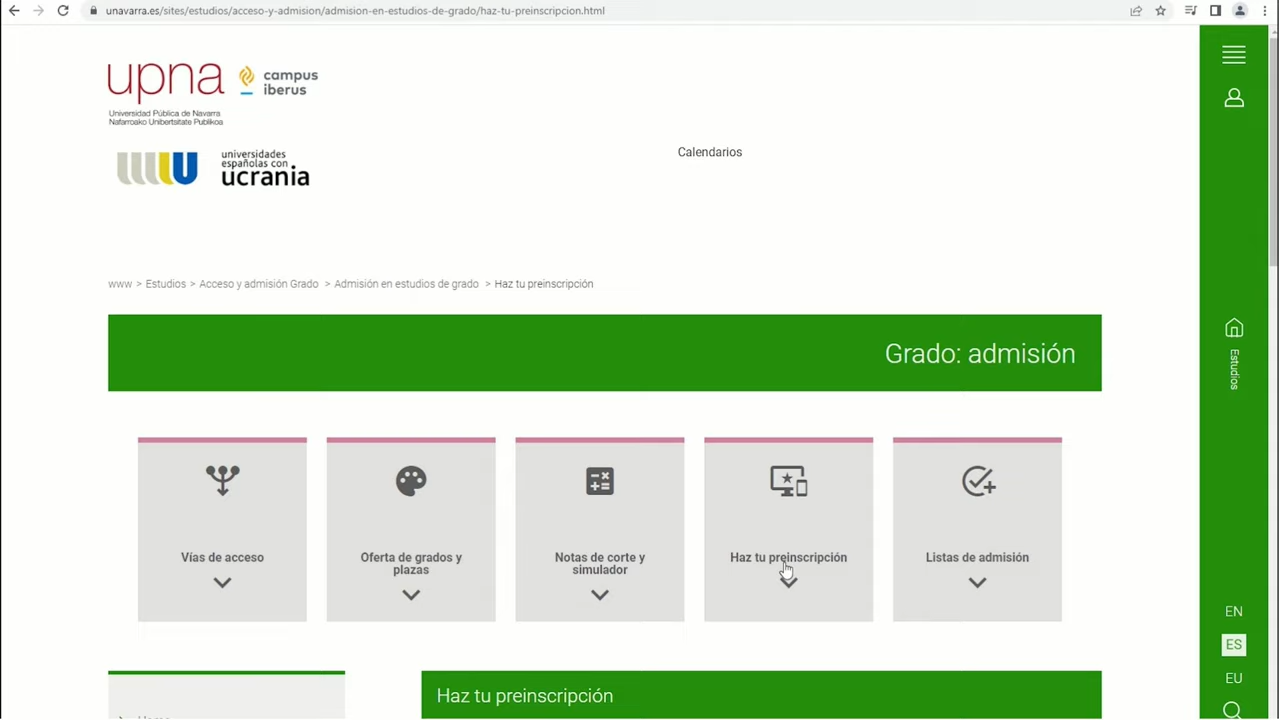 unavarra.es/sites/estudios/acceso-y-admision/admision-en-estudios-de-grado/haz-tu-preinscripcion.html
upna
campus
iberus
Universidad Pública de Navarra
Nafarroako Unibertsitate Publikoa
universidades
españolas con
ucrania
Calendarios
www > Estudios > Acceso y admisión Grado > Admisión en estudios de grado > Haz tu preinscripción
Grado: admisión
Estudios
Vías de acceso
Oferta de grados y
plazas
Notas de corte y
simulador
Haz tu preinscripción
Listas de admisión
EN
ES
EU
Haz tu preinscripción